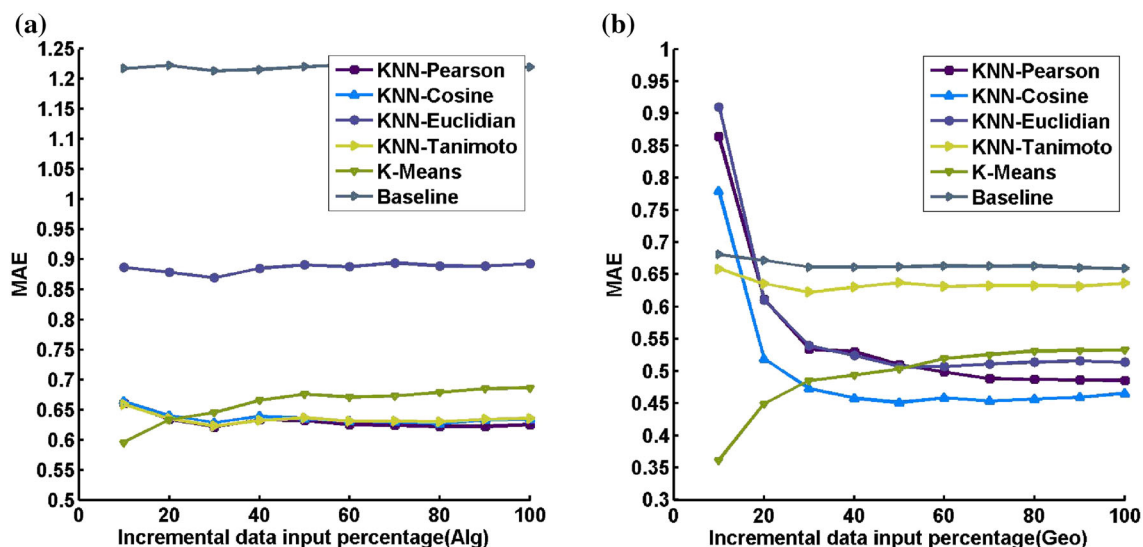 (a)
1.25
1.2
1.15
1.1
1.05
1
0.95
0.9
0.85
0.8
0.75
0.7
0.65
0.6
0.55
0.5
MAE
0 20 40 60 80 100
Incremental data input percentage(Alg)
KNN-Pearson
KNN-Cosine
KNN-Euclidian
KNN-Tanimoto
K-Means
Baseline
(b)
1
0.95
0.9
0.85
0.8
0.75
0.7
0.65
0.6
0.55
0.5
0.45
0.4
0.35
0.3
MAE
0 20 40 60 80 100
Incremental data input percentage(Geo)
KNN-Pearson
KNN-Cosine
KNN-Euclidian
KNN-Tanimoto
K-Means
Baseline